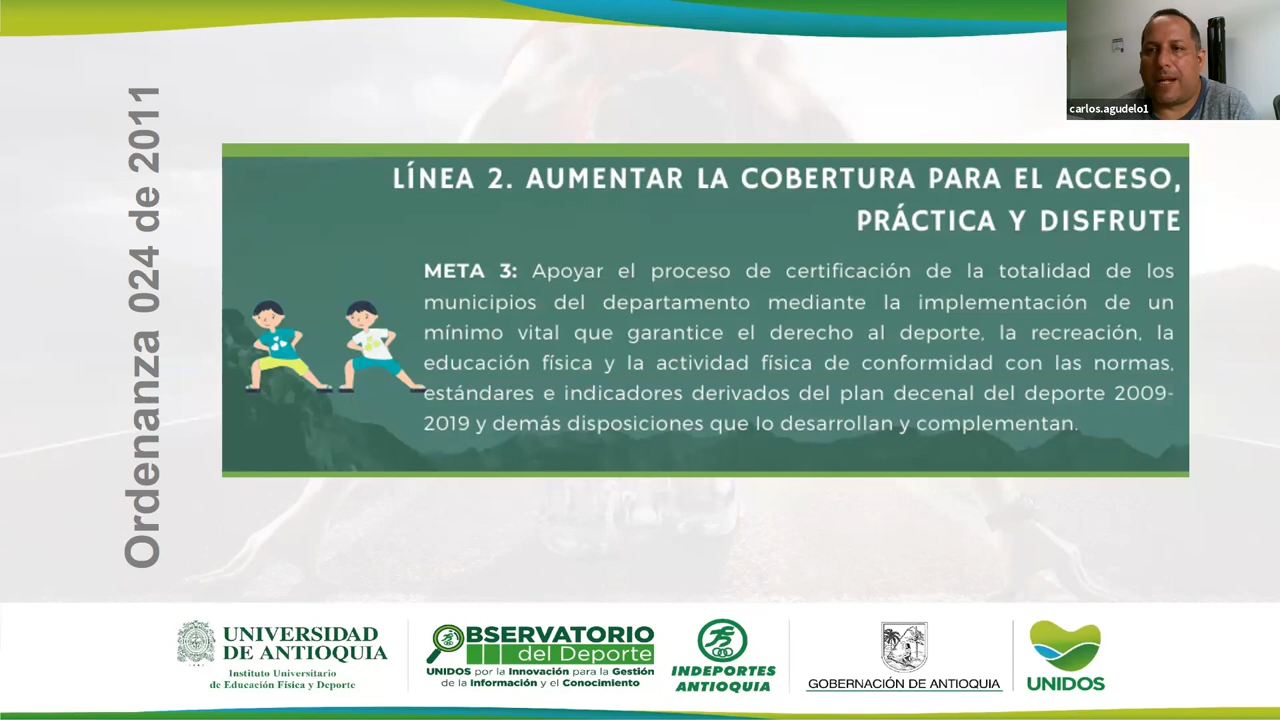 carlos.agudelo1
Ordenanza 024 de 2011
LÍNEA 2. AUMENTAR LA COBERTURA PARA EL ACCESO,
PRÁCTICA Y DISFRUTE
META 3: Apoyar el proceso de certificación de la totalidad de los
municipios del departamento mediante la implementación de un
mínimo vital que garantice el derecho al deporte, la recreación, la
educación física y la actividad física de conformidad con las normas,
estándares e indicadores derivados del plan decenal del deporte 2009-
2019 y demás disposiciones que lo desarrollan y complementan.
UNIVERSIDAD
DE ANTIOQUIA
Instituto Universitario
de Educación Física y Deporte
OBSERVATORIO
del Deporte
UNIDOS por la Innovación para la Gestión
de la Información y el Conocimiento
INDEPORTES
ANTIOQUIA
GOBERNACIÓN DE ANTIOQUIA
UNIDOS